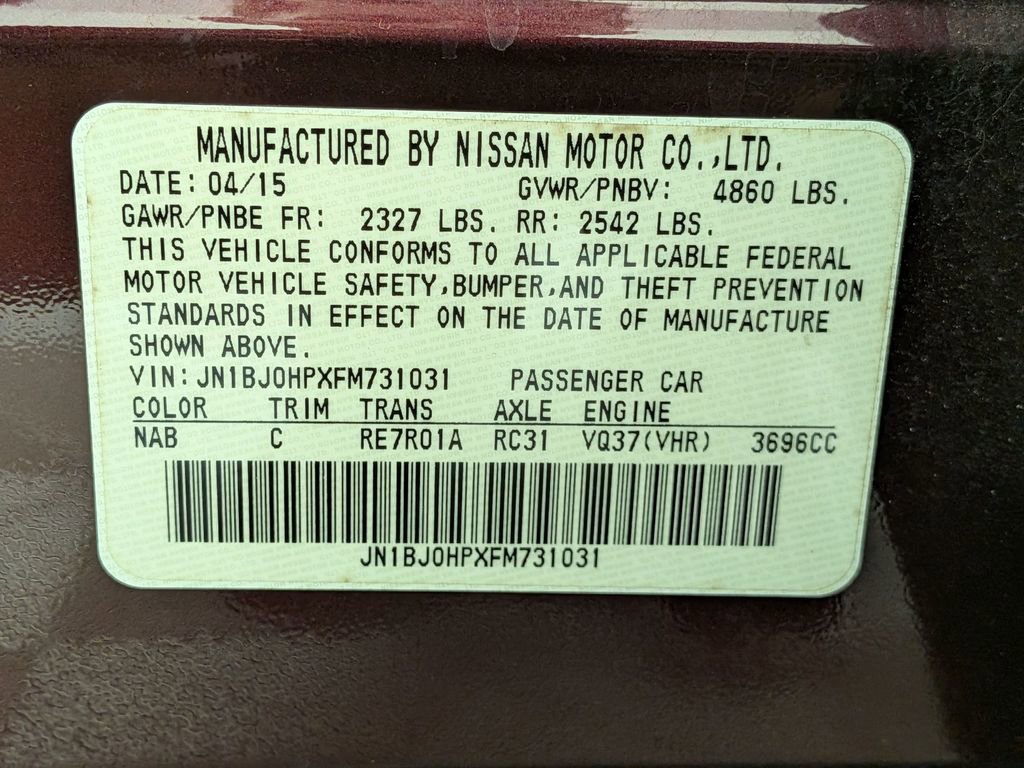 MANUFACTURED BY NISSAN MOTOR CO.,LTD.
DATE: 04/15 GVWR/PNBV: 4860 LBS.
GAWR/PNBE FR: 2327 LBS. RR: 2542 LBS.
THIS VEHICLE CONFORMS TO ALL APPLICABLE FEDERAL
MOTOR VEHICLE SAFETY,BUMPER,AND THEFT PREVENTION
STANDARDS IN EFFECT ON THE DATE OF MANUFACTURE
SHOWN ABOVE.
VIN: JN1BJ0HPXFM731031 PASSENGER CAR
COLOR TRIM TRANS AXLE ENGINE
NAB C RE7R01A RC31 VQ37(VHR) 3696CC
JN1BJ0HPXFM731031